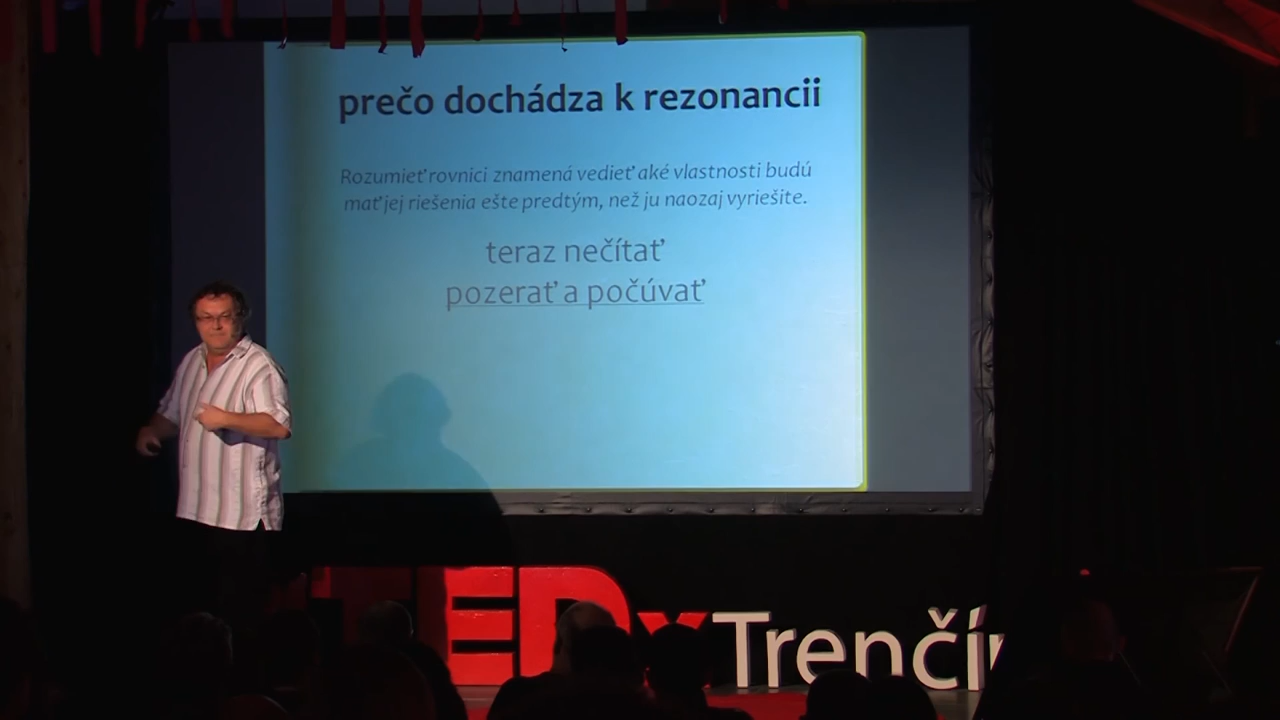 prečo dochádza k rezonancii
Rozumieť rovnici znamená vedieť aké vlastnosti budú
mať jej riešenia ešte predtým, než ju naozaj vyriešite.
teraz nečítať
pozerať a počúvať
TEDxTrenčín